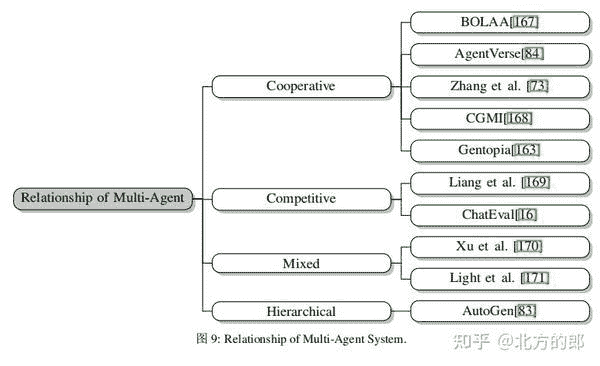 Relationship of Multi-Agent
Cooperative
BOLAA[167]
AgentVerse[84]
Zhang et al. [73]
CGMI[168]
Gentopia[163]
Competitive
Liang et al. [169]
ChatEval[16]
Mixed
Xu et al. [170]
Light et al. [171]
Hierarchical
AutoGen[83]
图 9: Relationship of Multi-Agent System.
知乎 @北方的郎